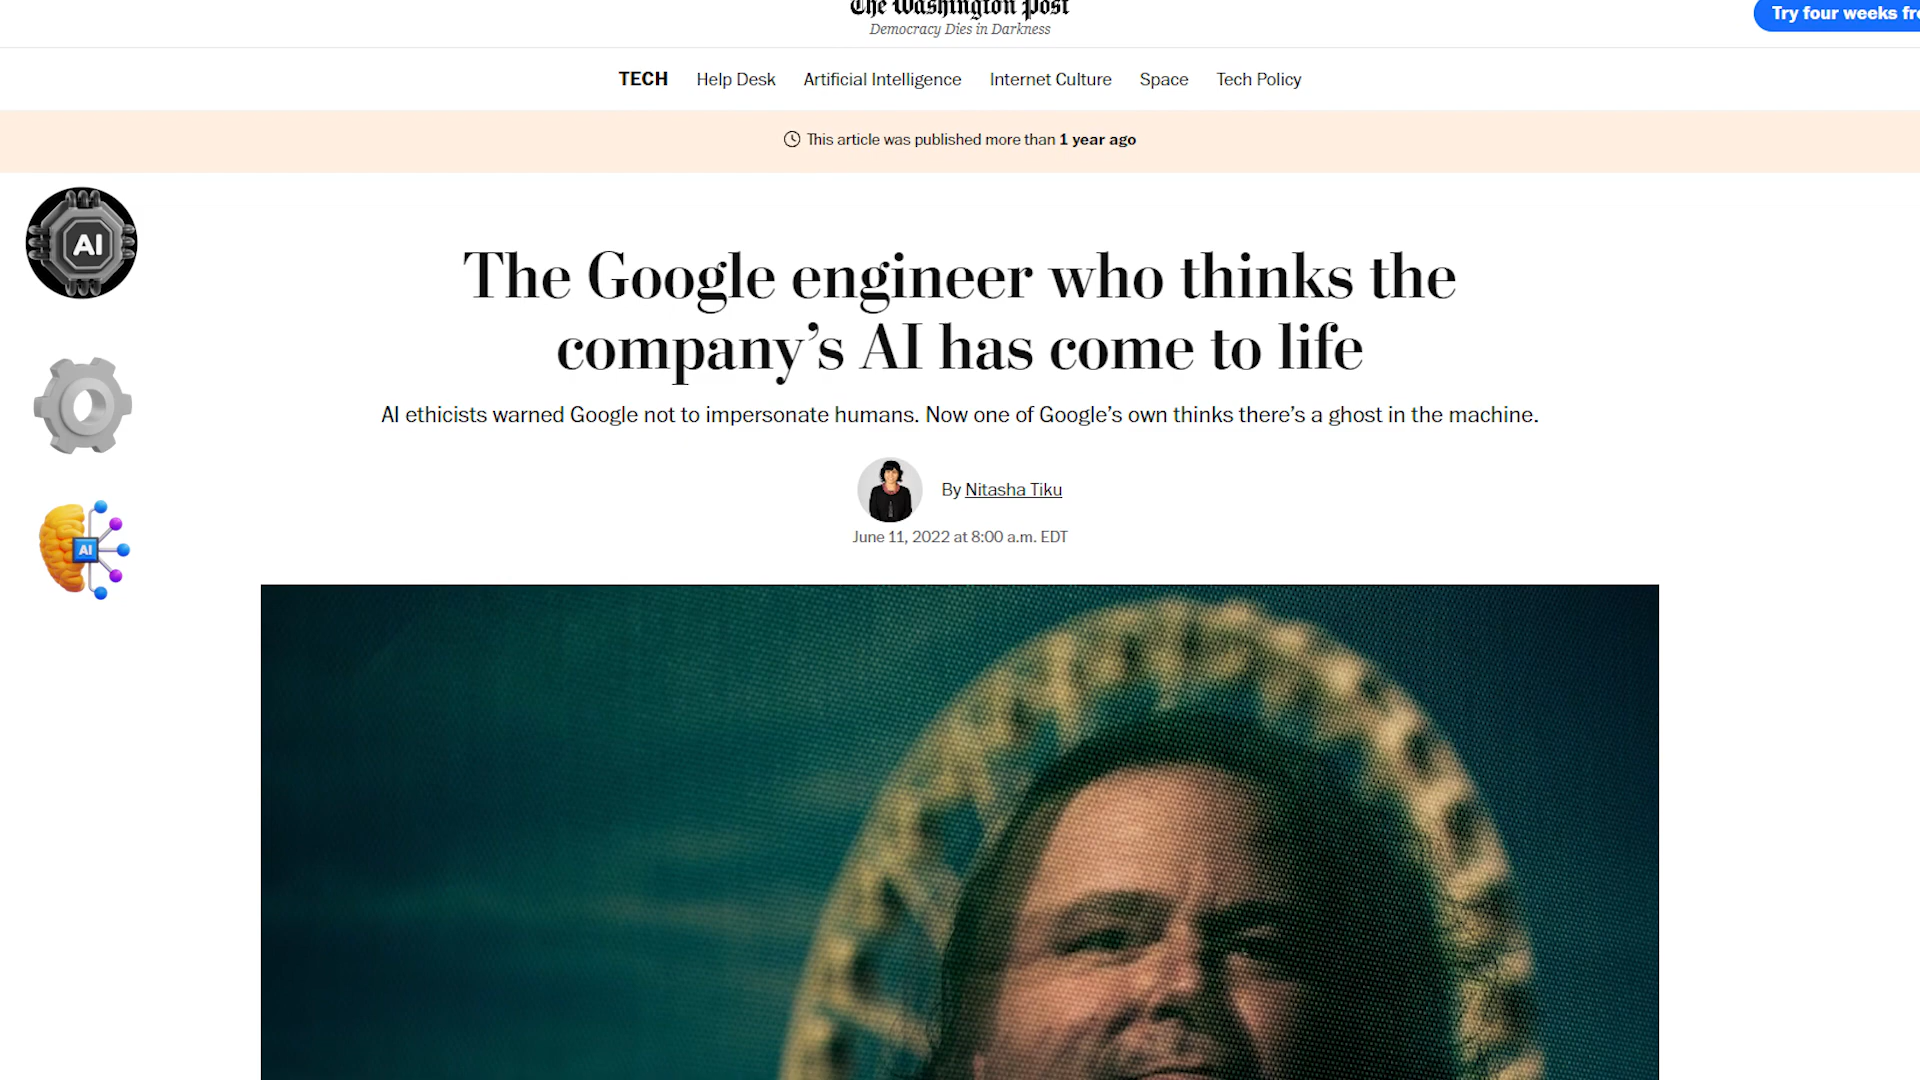 The Washington Post
Democracy Dies in Darkness
Try four weeks fre
TECH Help Desk Artificial Intelligence Internet Culture Space Tech Policy
This article was published more than 1 year ago
AI
The Google engineer who thinks the
company's AI has come to life
AI ethicists warned Google not to impersonate humans. Now one of Google's own thinks there's a ghost in the machine.
By Nitasha Tiku
June 11, 2022 at 8:00 a.m. EDT
AI